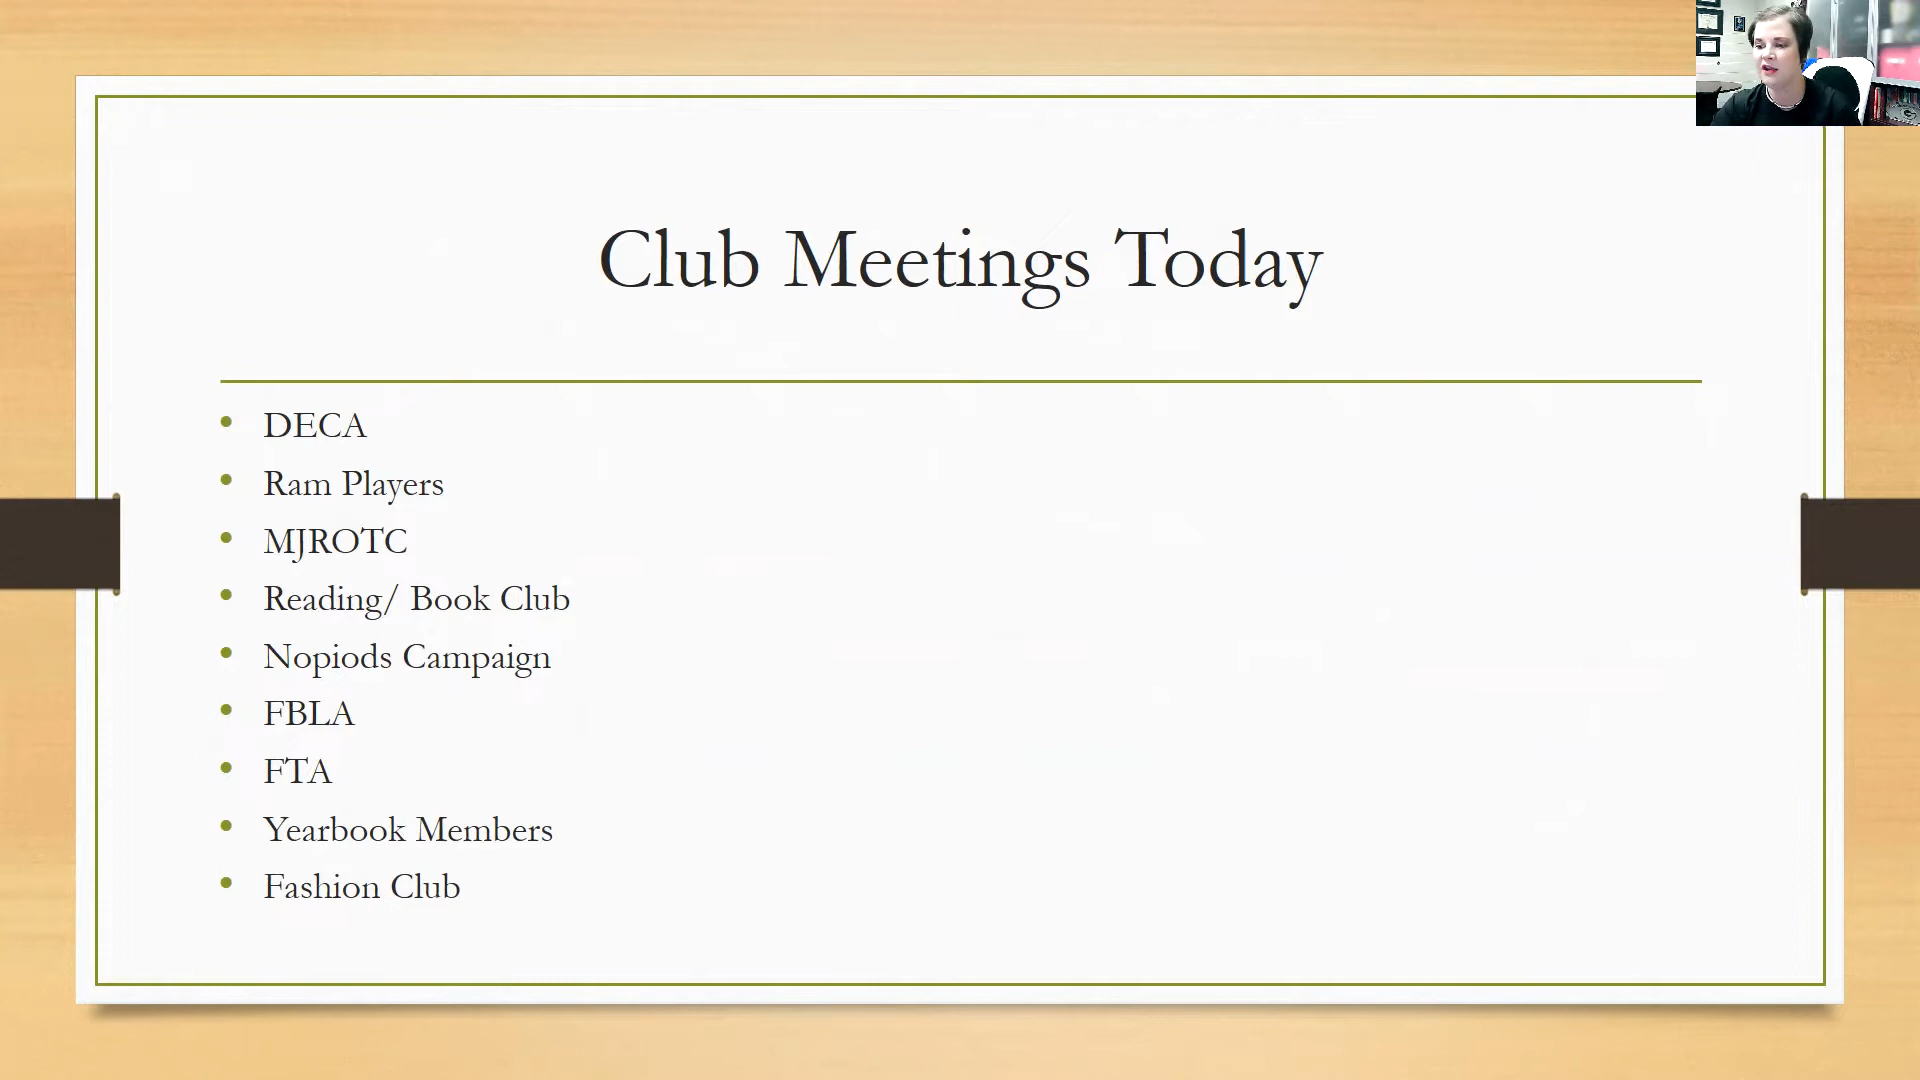 Club Meetings Today
• DECA
• Ram Players
• MJROTC
• Reading/ Book Club
• Nopiods Campaign
• FBLA
• FTA
• Yearbook Members
• Fashion Club